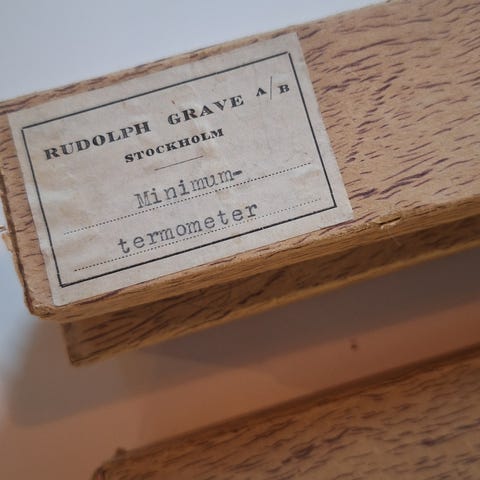 RUDOLPH GRAVE A/B
STOCKHOLM
Minimum-
termometer